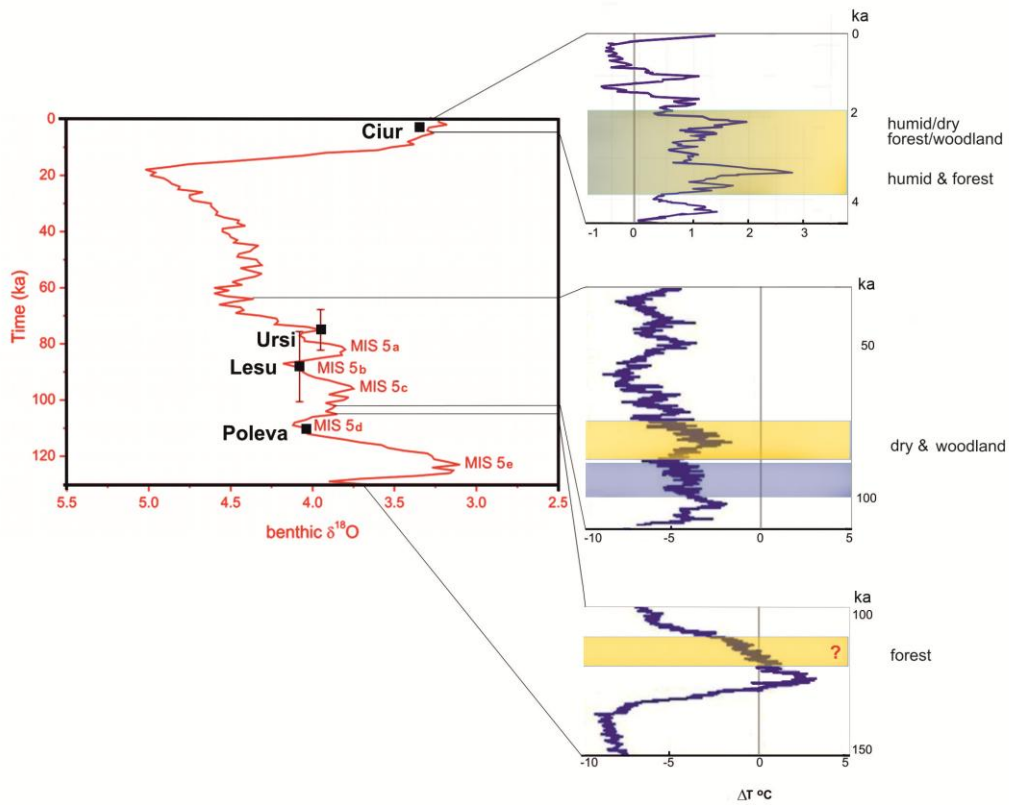 0
20
40
60
80
100
120
Time (ka)
5.5
5.0
4.5
4.0
3.5
3.0
2.5
benthic δ¹⁸O
Ciur
Ursi
Lesu
Poleva
MIS 5a
MIS 5b
MIS 5c
MIS 5d
MIS 5e
ka
0
2
4
-1
0
1
2
3
humid/dry
forest/woodland
humid & forest
ka
50
100
-10
-5
0
5
dry & woodland
ka
100
150
?
forest
-10
-5
0
5
ΔT ºC